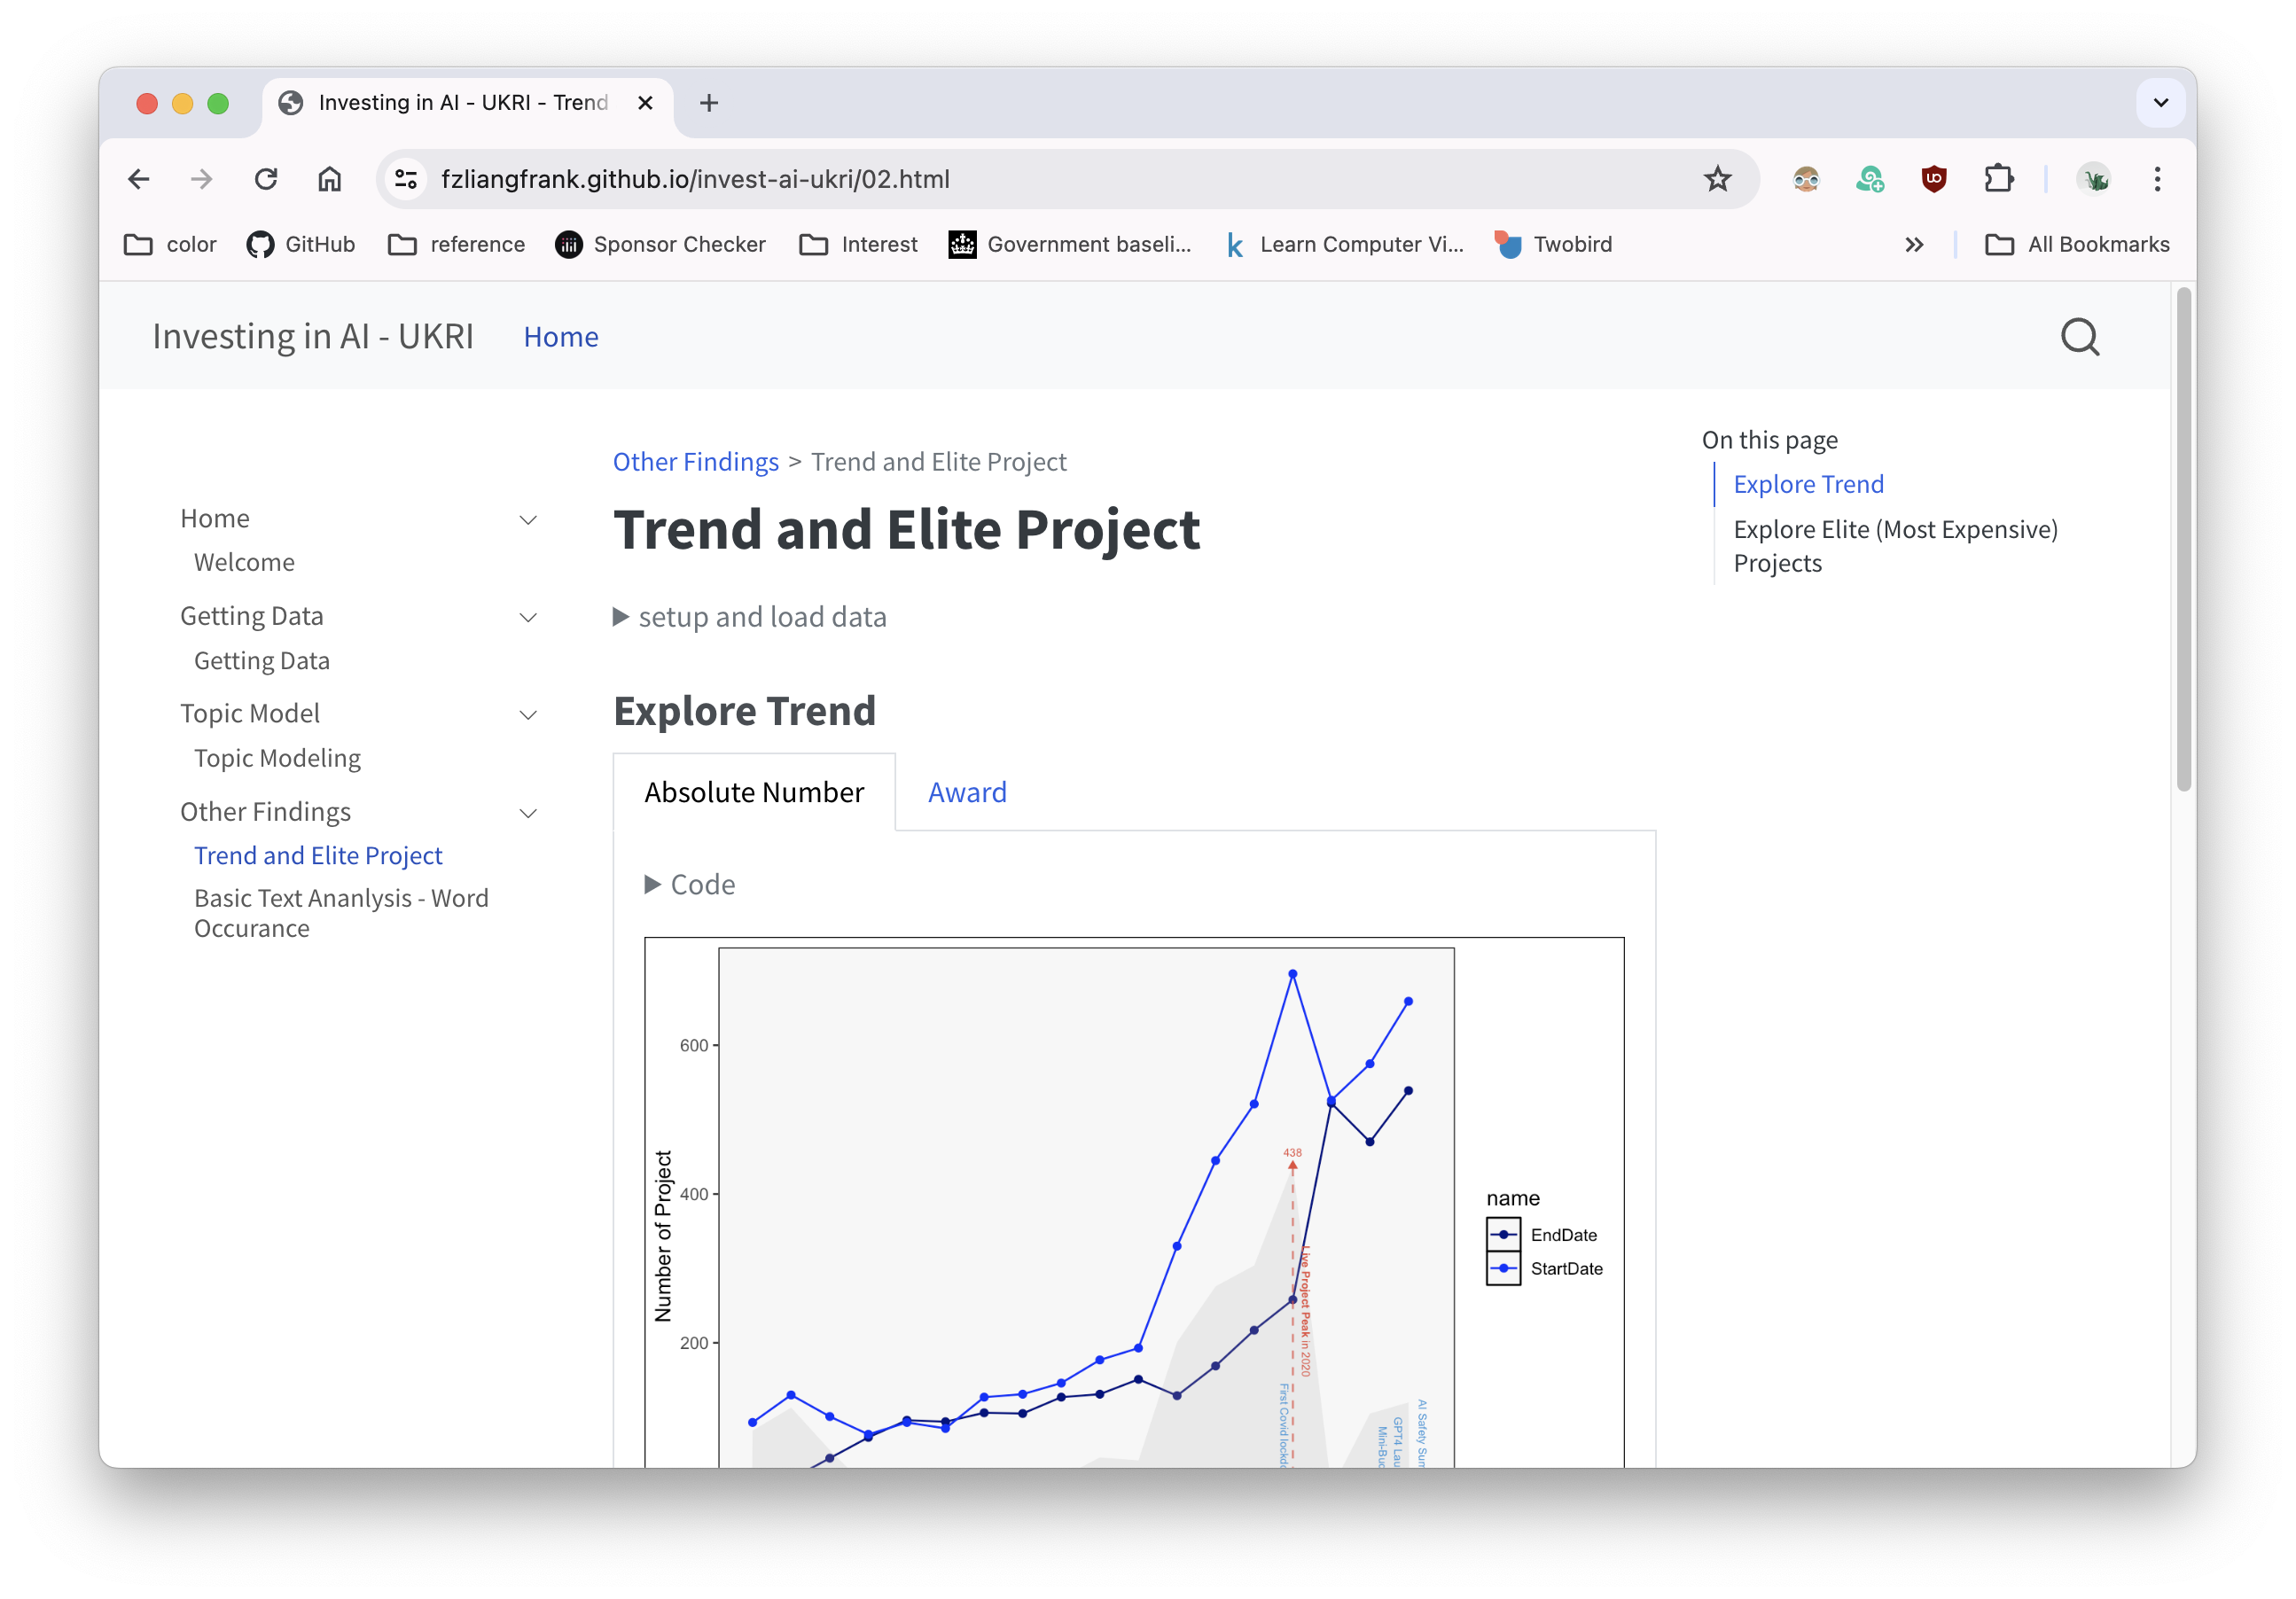 Investing in AI - UKRI - Trend
fzliangfrank.github.io/invest-ai-ukri/02.html
color
GitHub
reference
Sponsor Checker
Interest
Government baseli...
Learn Computer Vi...
Twobird
All Bookmarks
Investing in AI - UKRI
Home
Home
Welcome
Getting Data
Getting Data
Topic Model
Topic Modeling
Other Findings
Trend and Elite Project
Basic Text Ananlysis - Word
Occurance
Other Findings > Trend and Elite Project
Trend and Elite Project
setup and load data
Explore Trend
Absolute Number
Award
Code
Number of Project
600
400
200
438
Live Project Peak in 2020
First Covid lockdo
Mini-Bud
GPT4 Lau
AI Safety Sum
name
EndDate
StartDate
On this page
Explore Trend
Explore Elite (Most Expensive)
Projects